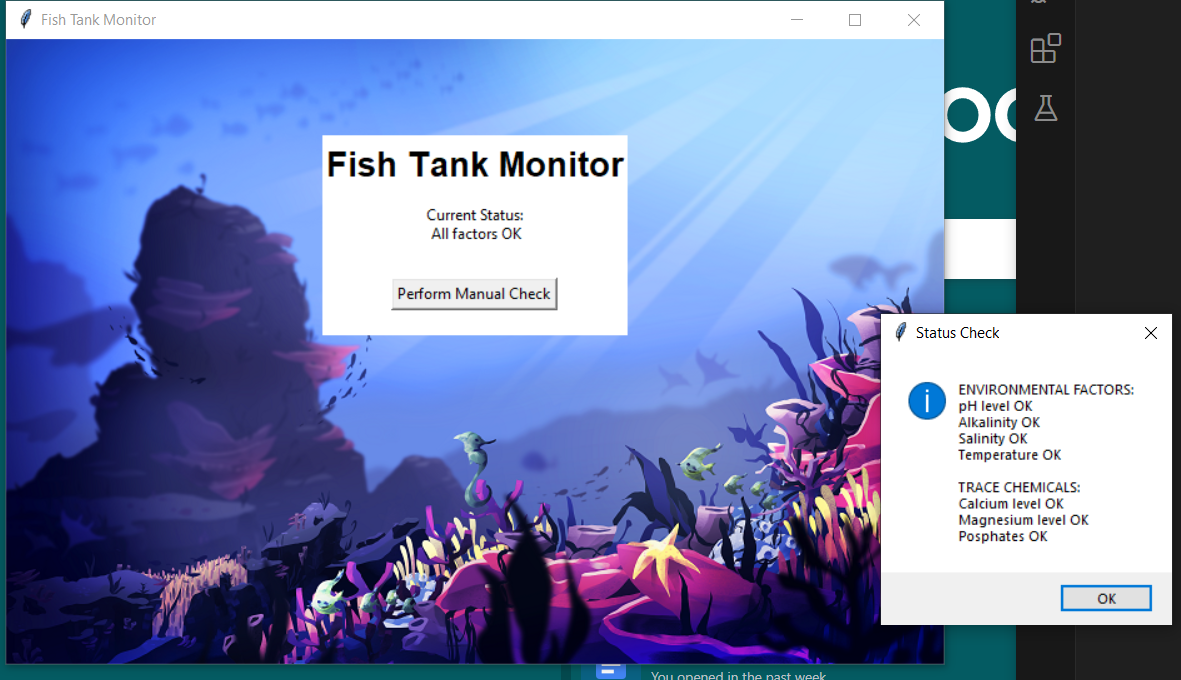 Fish Tank Monitor
Fish Tank Monitor
Current Status:
All factors OK
Perform Manual Check
Status Check
ENVIRONMENTAL FACTORS:
pH level OK
Alkalinity OK
Salinity OK
Temperature OK
TRACE CHEMICALS:
Calcium level OK
Magnesium level OK
Posphates OK
OK
You opened in the past week